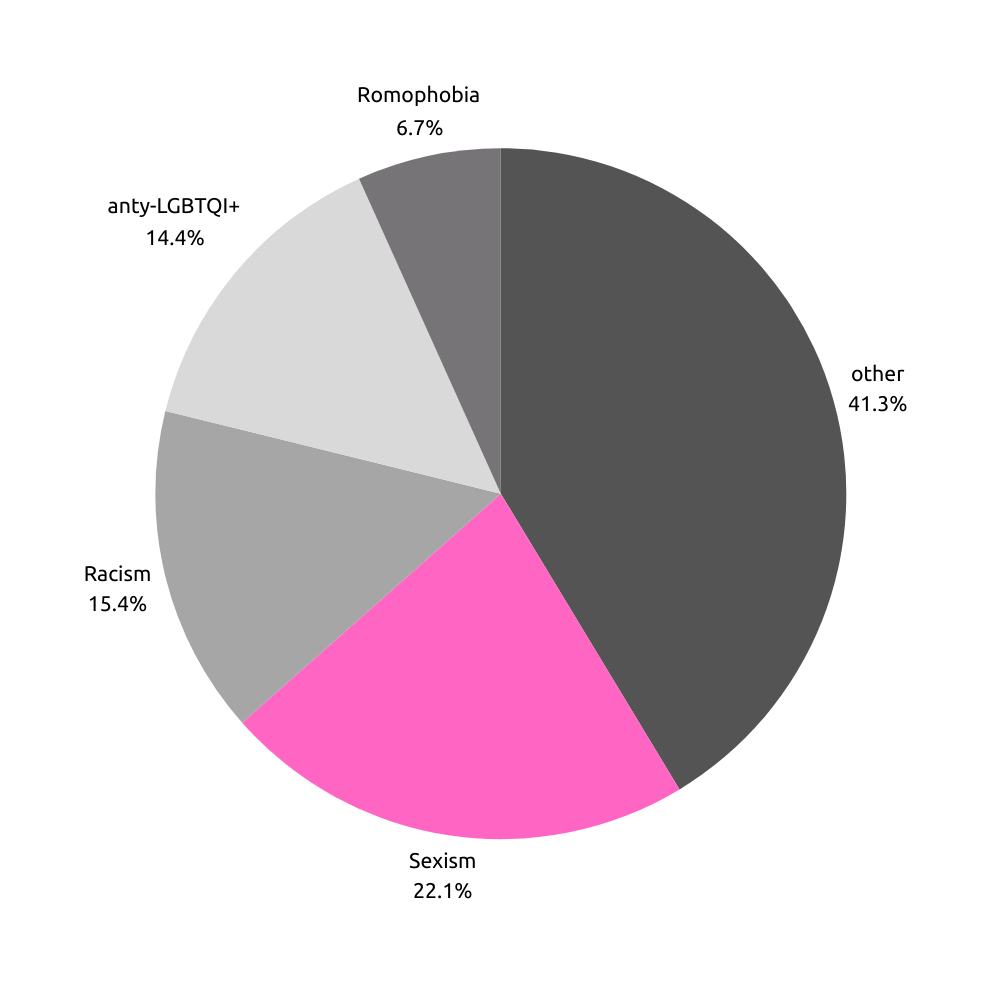 Romophobia
6.7%
anty-LGBTQI+
14.4%
other
41.3%
Racism
15.4%
Sexism
22.1%